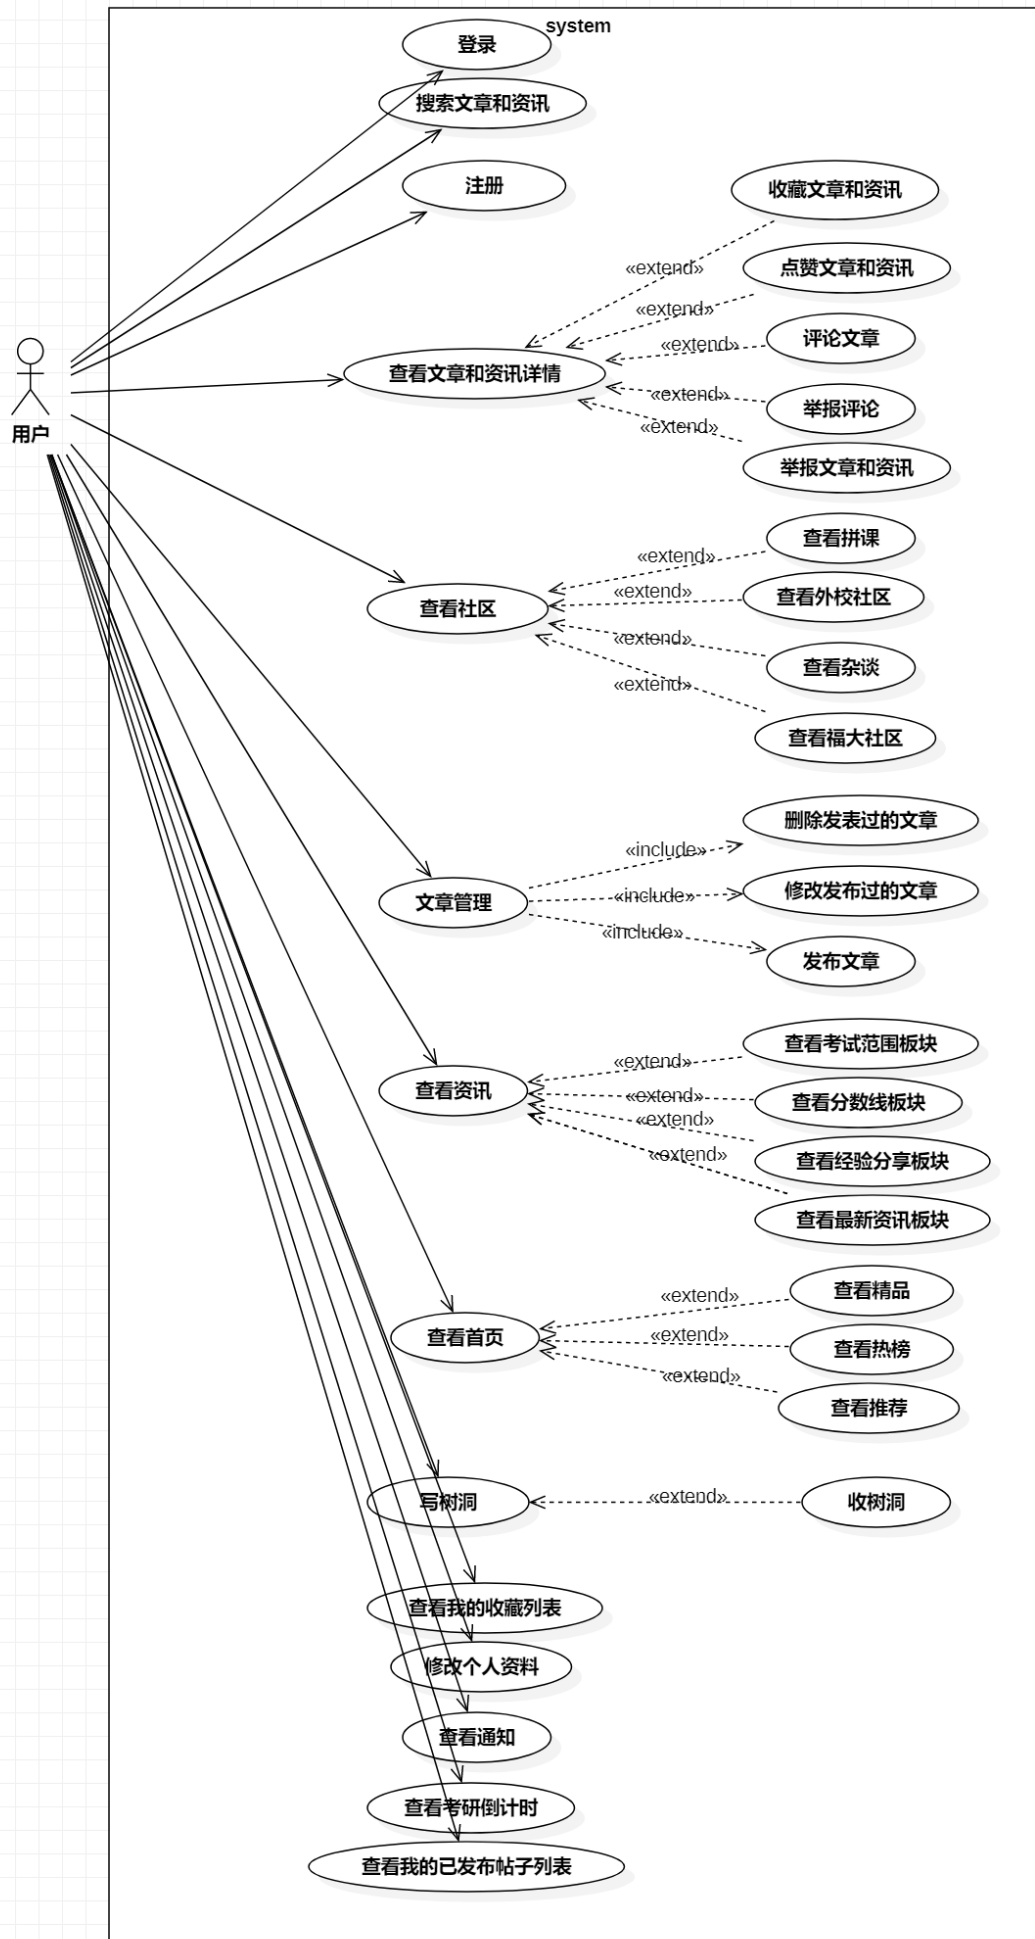 system
登录
搜索文章和资讯
注册
收藏文章和资讯
«extend»
点赞文章和资讯
«extend»
评论文章
«extend»
用户
查看文章和资讯详情
举报评论
«extend»
举报文章和资讯
«extend»
查看社区
查看拼课
«extend»
查看外校社区
«extend»
查看杂谈
«extend»
查看福大社区
«extend»
文章管理
删除发表过的文章
«include»
修改发布过的文章
«include»
发布文章
«include»
查看资讯
查看考试范围板块
«extend»
查看分数线板块
«extend»
查看经验分享板块
«extend»
查看最新资讯板块
«extend»
查看首页
查看精品
«extend»
查看热榜
«extend»
查看推荐
«extend»
写树洞
«extend»
收树洞
查看我的收藏列表
修改个人资料
查看通知
查看考研倒计时
查看我的已发布帖子列表